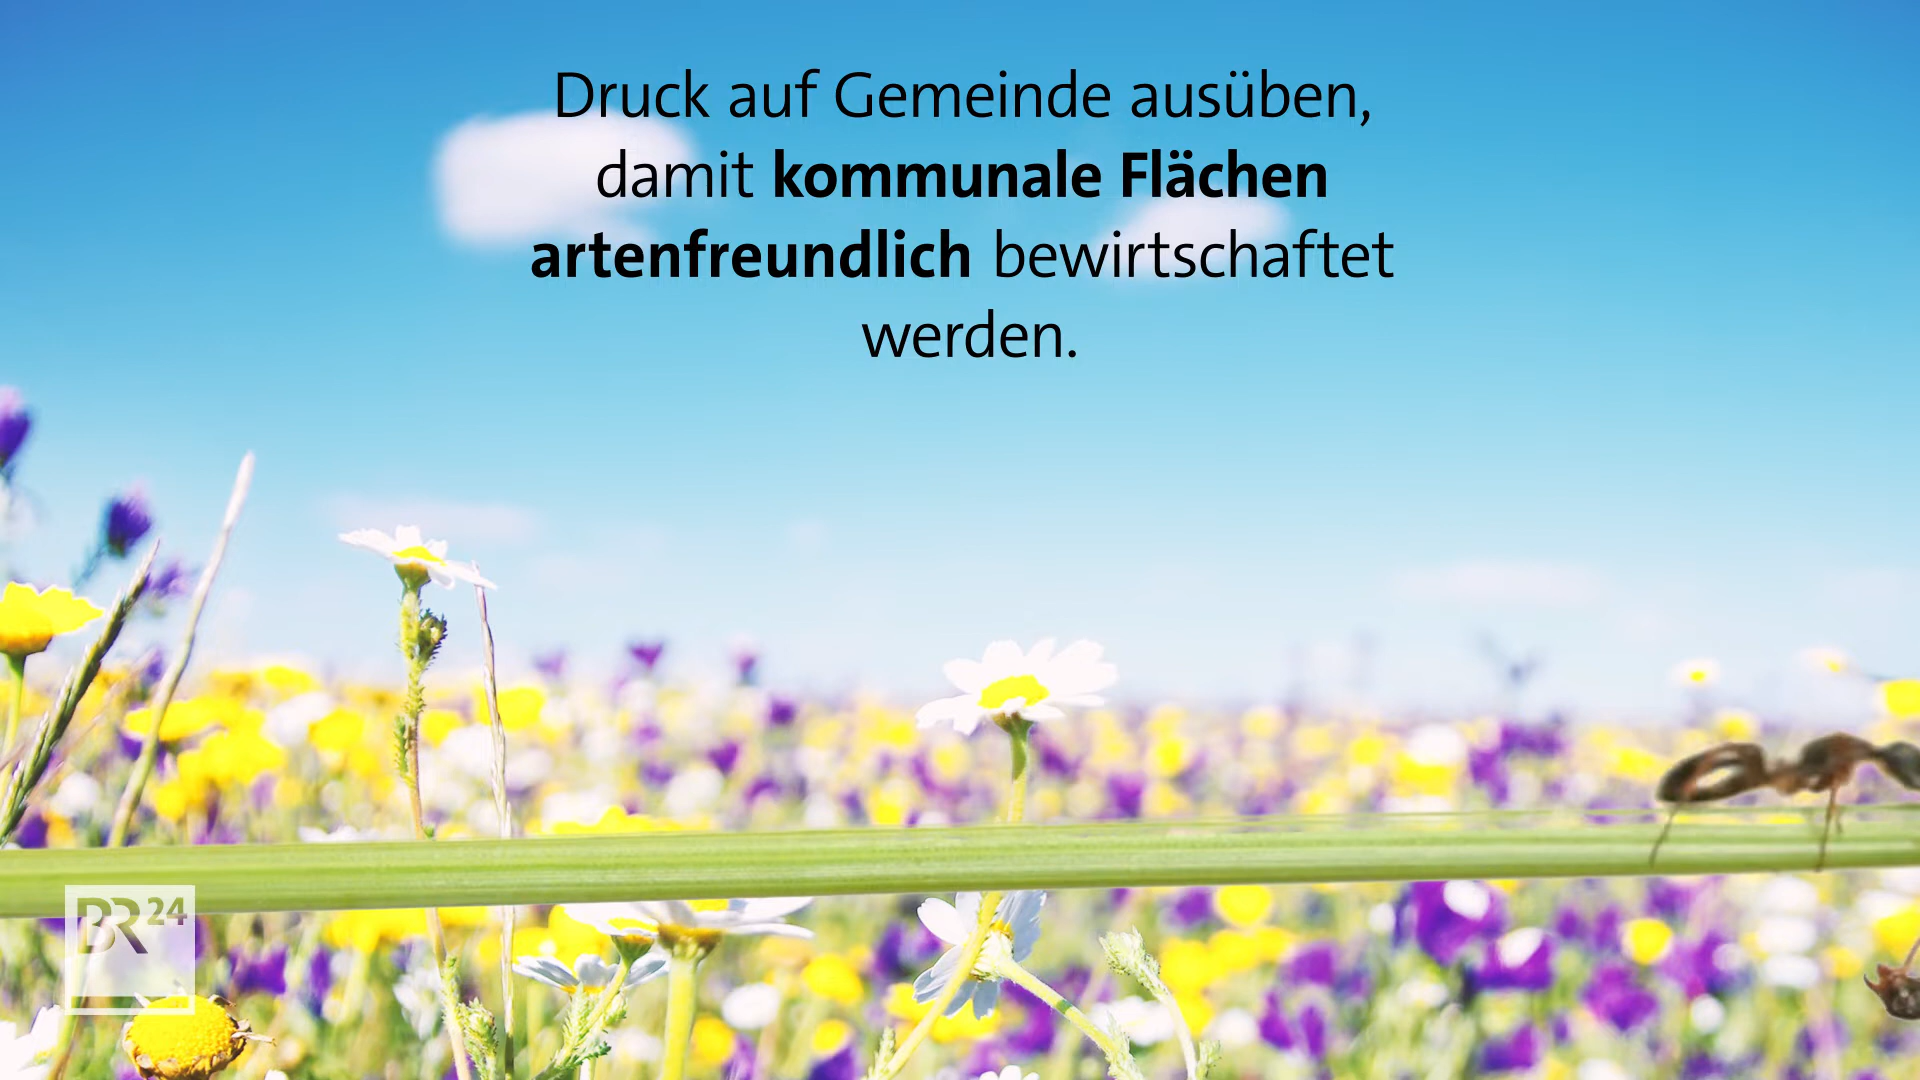 Druck auf Gemeinde ausüben,
damit kommunale Flächen
artenfreundlich bewirtschaftet
werden.
BR24